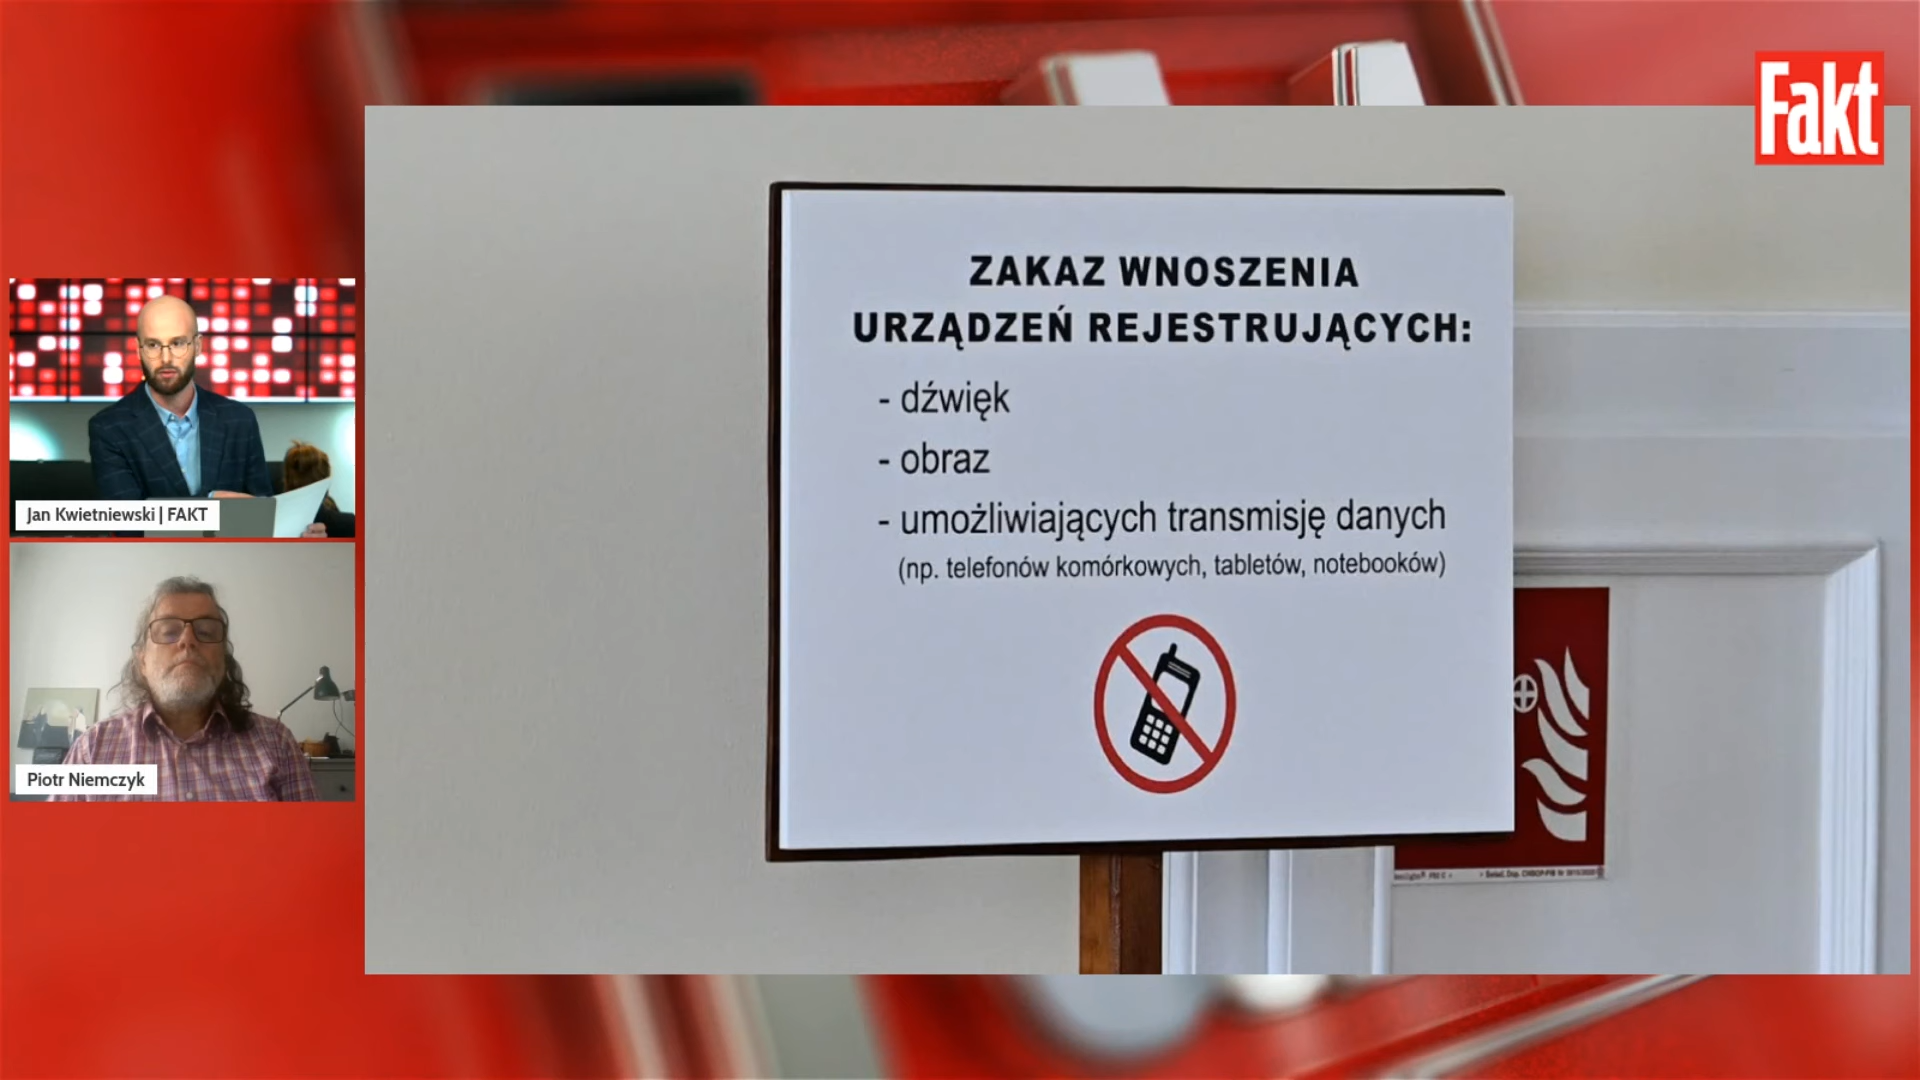 Fakt
ZAKAZ WNOSZENIA
URZĄDZEŃ REJESTRUJĄCYCH:
- dźwięk
- obraz
- umożliwiających transmisję danych
(np. telefonów komórkowych, tabletów, notebooków)
Jan Kwietniewski | FAKT
Piotr Niemczyk